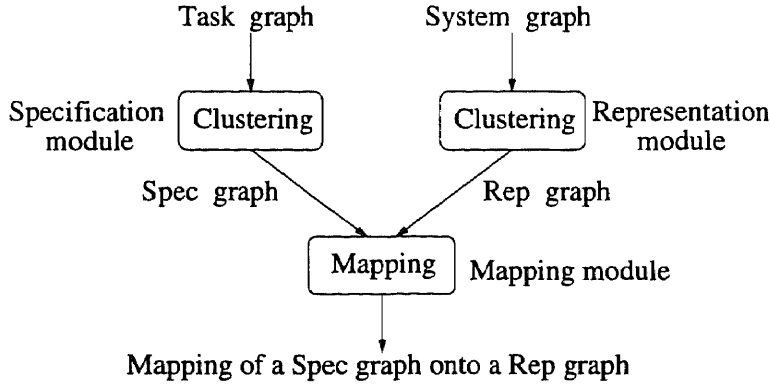 Task graph
System graph
Specification
module
Clustering
Clustering
Representation
module
Spec graph
Rep graph
Mapping
Mapping module
Mapping of a Spec graph onto a Rep graph